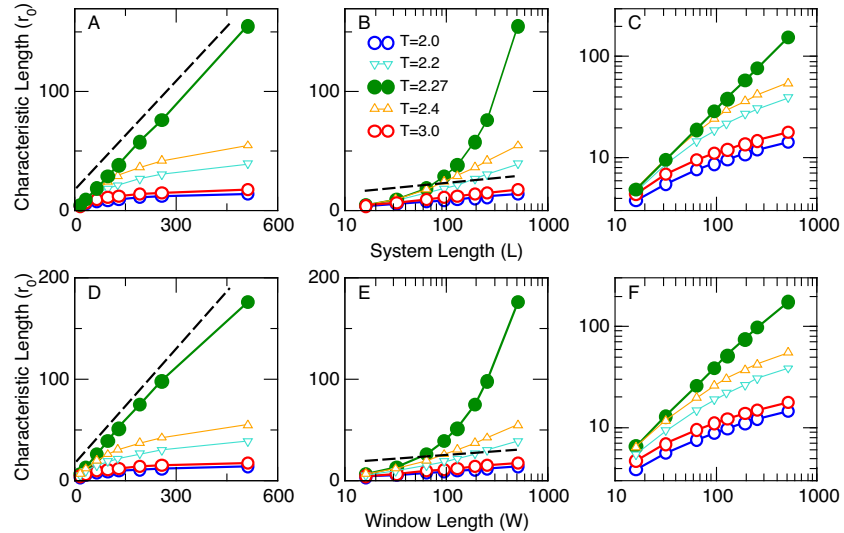 A
B
C
T=2.0
T=2.2
T=2.27
T=2.4
T=3.0
Characteristic Length (r0)
100
0
0 300 600
10 100 1000
100
10
10 100 1000
System Length (L)
D
E
F
Characteristic Length (r0)
200
100
0
0 300 600
200
100
0
10 100 1000
100
10
10 100 1000
Window Length (W)